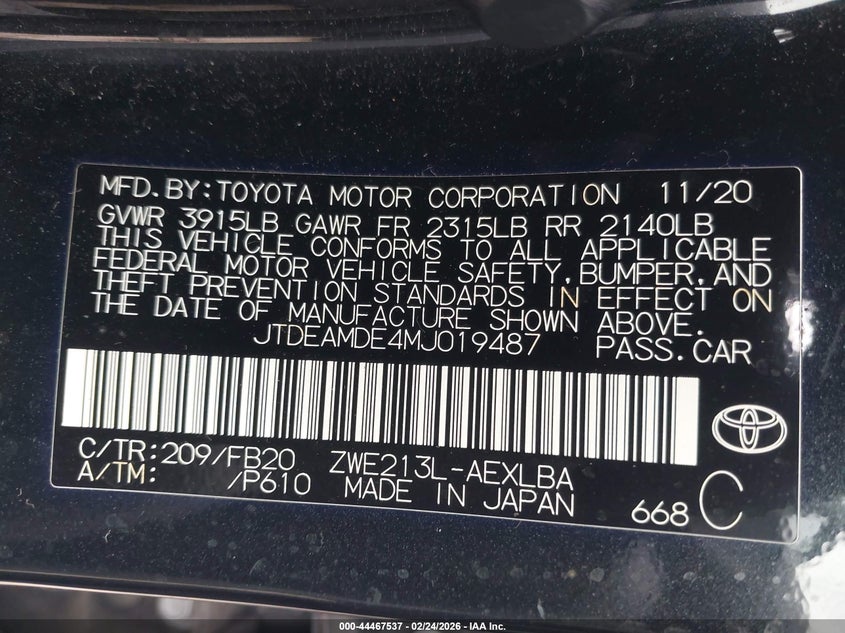 MFD.BY:TOYOTA MOTOR CORPORATION 11/20
GVWR 3915LB GAWR FR 2315LB RR 2140LB
THIS VEHICLE CONFORMS TO ALL APPLICABLE
FEDERAL MOTOR VEHICLE SAFETY,BUMPER,AND
THEFT PREVENTION STANDARDS IN EFFECT ON
THE DATE OF MANUFACTURE SHOWN ABOVE.
JTDEAMDE4MJ019487 PASS.CAR
C/TR:209/FB20 ZWE213L-AEXLBA
A/TM: /P610 MADE IN JAPAN
668 C
000-44467537 - 02/24/2026 - IAA Inc.